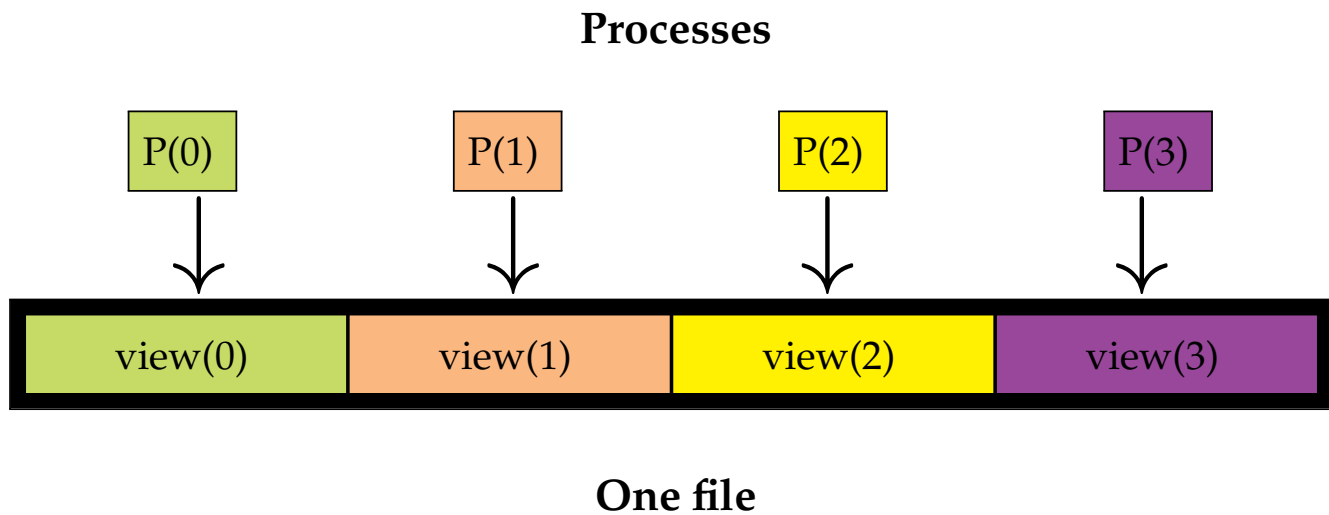 Processes
P(0) P(1) P(2) P(3)
view(0) view(1) view(2) view(3)
One file